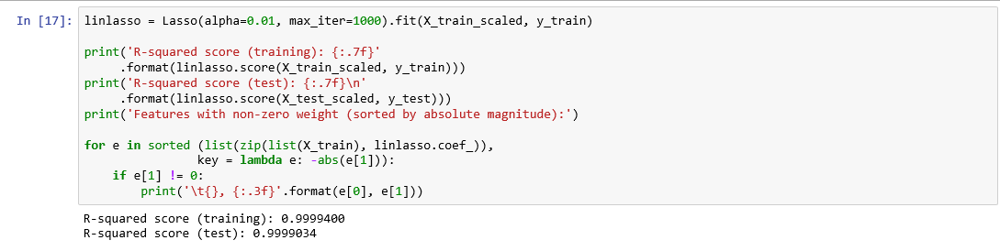 In [17]: linlasso = Lasso(alpha=0.01, max_iter=1000).fit(X_train_scaled, y_train)
print('R-squared score (training): {:.7f}'
.format(linlasso.score(X_train_scaled, y_train)))
print('R-squared score (test): {:.7f}\n'
.format(linlasso.score(X_test_scaled, y_test)))
print('Features with non-zero weight (sorted by absolute magnitude):')
for e in sorted (list(zip(list(X_train), linlasso.coef_)),
key = lambda e: -abs(e[1])):
if e[1] != 0:
print('\t{}, {:.3f}'.format(e[0], e[1]))
R-squared score (training): 0.9999400
R-squared score (test): 0.9999034